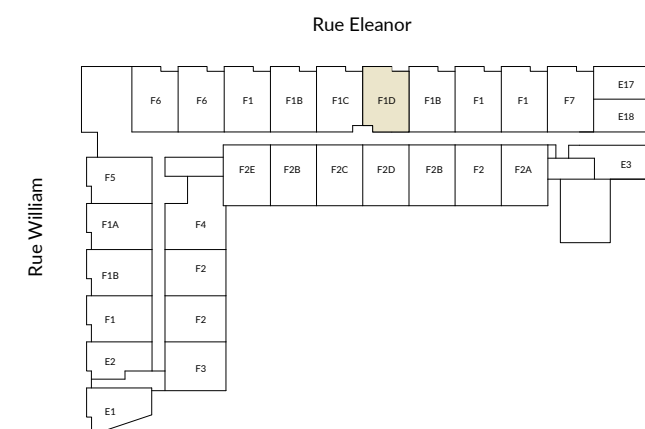 Rue Eleanor
F6 F6 F1 F1B F1C F1D F1B F1 F1 F7 E17
E18
F2E F2B F2C F2D F2B F2 F2A E3
F5
Rue William
F1A F4
F1B F2
F1 F2
E2 F3
E1